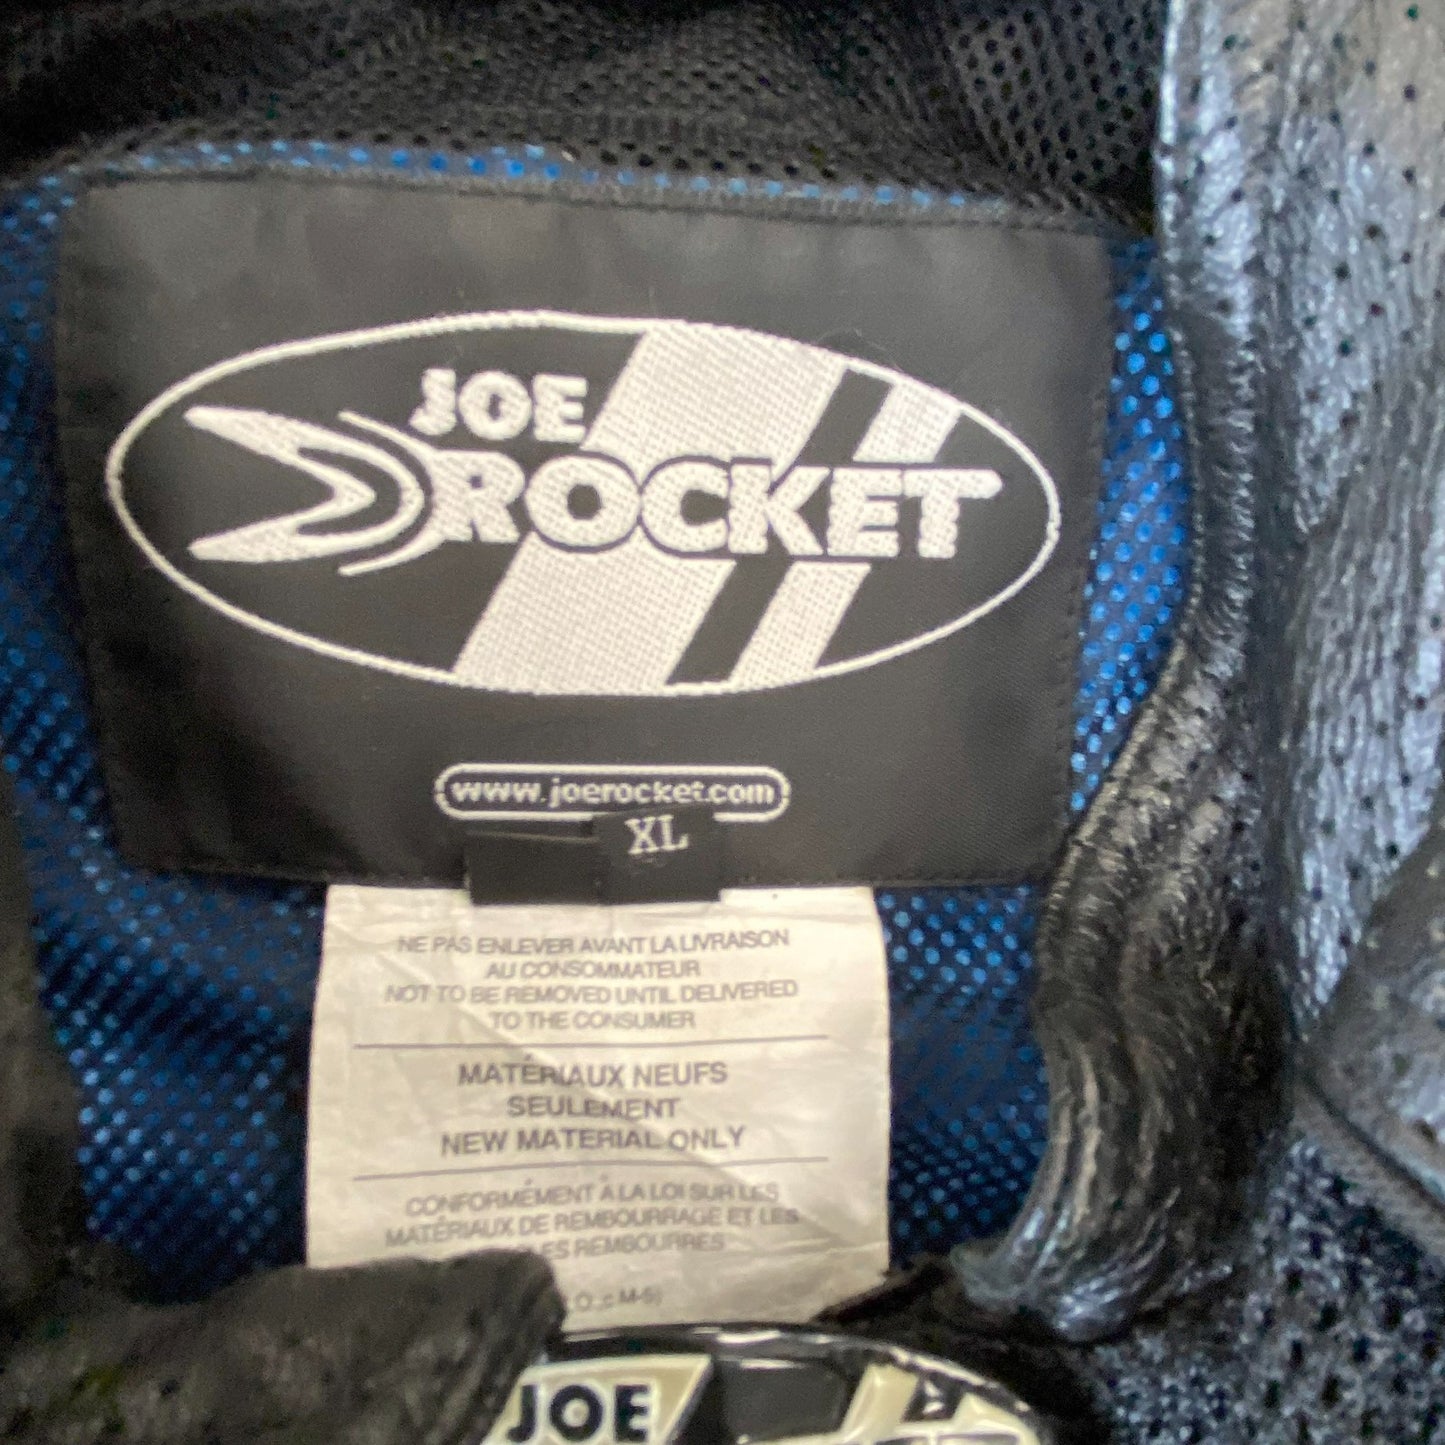 JOE
ROCKET
www.joerocket.com
XL
NE PAS ENLEVER AVANT LA LIVRAISON
AU CONSOMMATEUR
NOT TO BE REMOVED UNTIL DELIVERED
TO THE CONSUMER
MATÉRIAUX NEUFS
SEULEMENT
NEW MATERIAL ONLY
CONFORMÉMENT À LA LOI SUR LES
MATÉRIAUX DE REMBOURRAGE ET LES
REMBOURRES
JOE